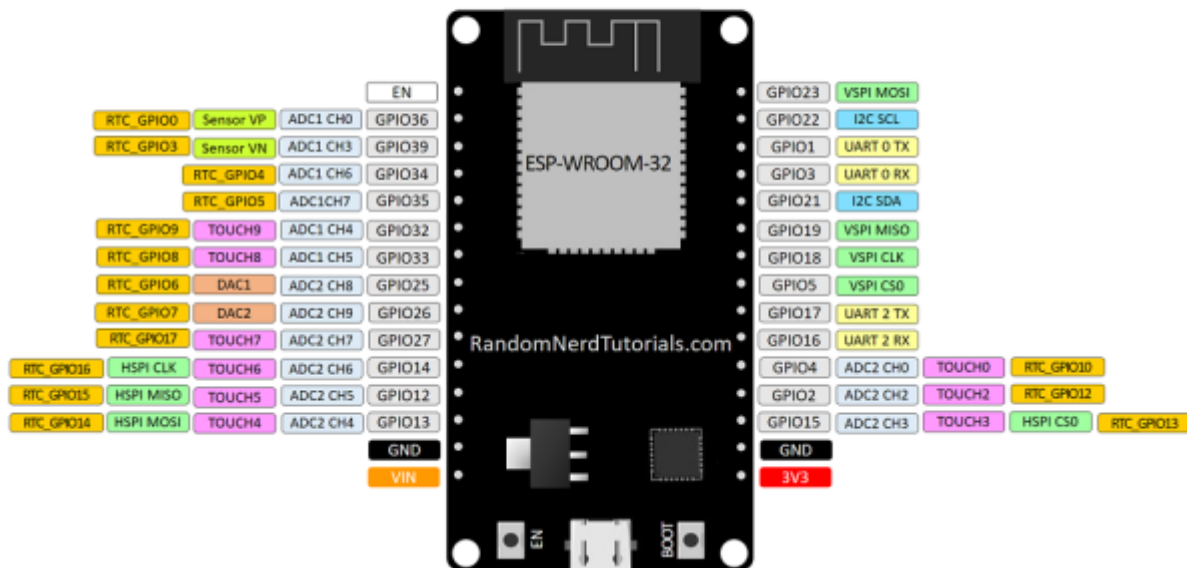 EN GPIO23 VSPI MOSI
RTC_GPIO0 Sensor VP ADC1 CH0 GPIO36 GPIO22 I2C SCL
RTC_GPIO3 Sensor VN ADC1 CH3 GPIO39 GPIO1 UART 0 TX
RTC_GPIO4 ADC1 CH6 GPIO34 ESP-WROOM-32 GPIO3 UART 0 RX
RTC_GPIO5 ADC1CH7 GPIO35 GPIO21 I2C SDA
RTC_GPIO9 TOUCH9 ADC1 CH4 GPIO32 GPIO19 VSPI MISO
RTC_GPIO8 TOUCH8 ADC1 CH5 GPIO33 GPIO18 VSPI CLK
RTC_GPIO6 DAC1 ADC2 CH8 GPIO25 GPIO5 VSPI CS0
RTC_GPIO7 DAC2 ADC2 CH9 GPIO26 GPIO17 UART 2 TX
RTC_GPIO17 TOUCH7 ADC2 CH7 GPIO27 RandomNerdTutorials.com GPIO16 UART 2 RX
RTC_GPIO16 HSPI CLK TOUCH6 ADC2 CH6 GPIO14 GPIO4 ADC2 CH0 TOUCH0 RTC_GPIO10
RTC_GPIO15 HSPI MISO TOUCH5 ADC2 CH5 GPIO12 GPIO2 ADC2 CH2 TOUCH2 RTC_GPIO12
RTC_GPIO14 HSPI MOSI TOUCH4 ADC2 CH4 GPIO13 GPIO15 ADC2 CH3 TOUCH3 HSPI CS0 RTC_GPIO13
GND GND
VIN 3V3
EN BOOT